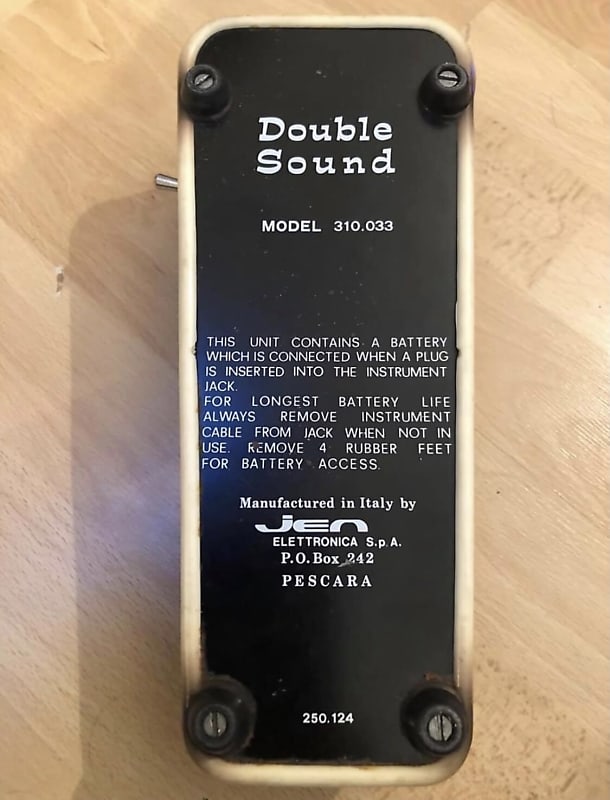 Double
Sound
MODEL 310.033
THIS UNIT CONTAINS A BATTERY
WHICH IS CONNECTED WHEN A PLUG
IS INSERTED INTO THE INSTRUMENT
JACK.
FOR LONGEST BATTERY LIFE
ALWAYS REMOVE INSTRUMENT
CABLE FROM JACK WHEN NOT IN
USE. REMOVE 4 RUBBER FEET
FOR BATTERY ACCESS.
Manufactured in Italy by
Jen
ELETTRONICA S.p.A.
P.O.Box 242
PESCARA
250.124